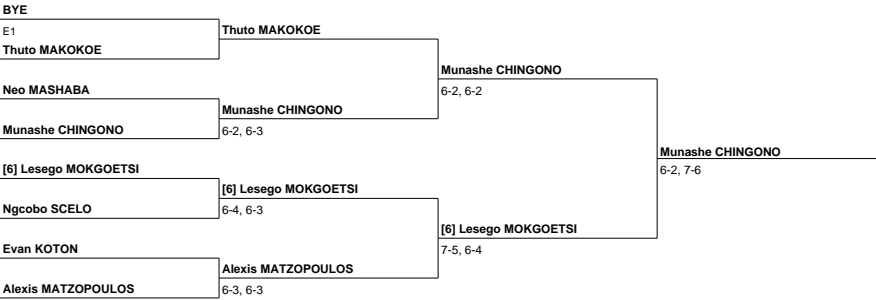 BYE
E1
Thuto MAKOKOE
Thuto MAKOKOE
Neo MASHABA
Munashe CHINGONO
Munashe CHINGONO
6-2, 6-3
Munashe CHINGONO
6-2, 6-2
[6] Lesego MOKGOETSI
Ngcobo SCELO
[6] Lesego MOKGOETSI
6-4, 6-3
Evan KOTON
Alexis MATZOPOULOS
Alexis MATZOPOULOS
6-3, 6-3
[6] Lesego MOKGOETSI
7-5, 6-4
Munashe CHINGONO
6-2, 7-6